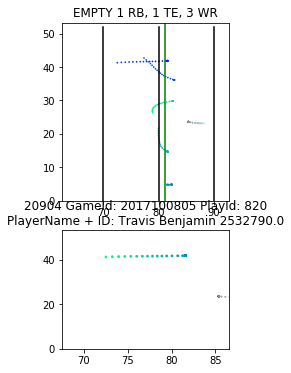 EMPTY 1 RB, 1 TE, 3 WR
50
40
30
20
10
0
70 80 90
20904 GameId: 2017100805 PlayId: 820
PlayerName + ID: Travis Benjamin 2532790.0
40
20
0
70 75 80 85